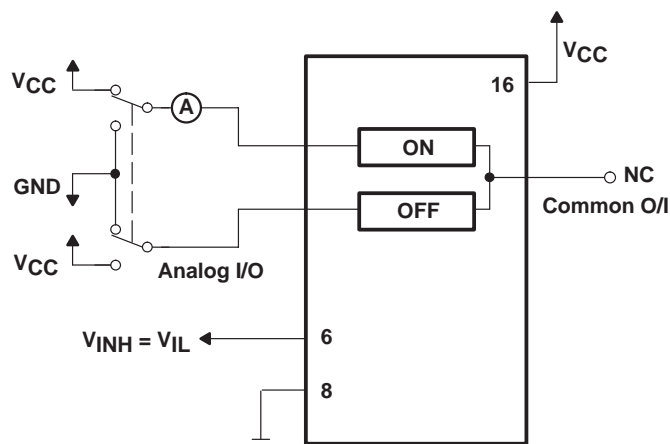 VCC
16
VCC
A
ON
GND
NC
OFF
Common O/I
VCC
Analog I/O
VINH = VIL
6
8